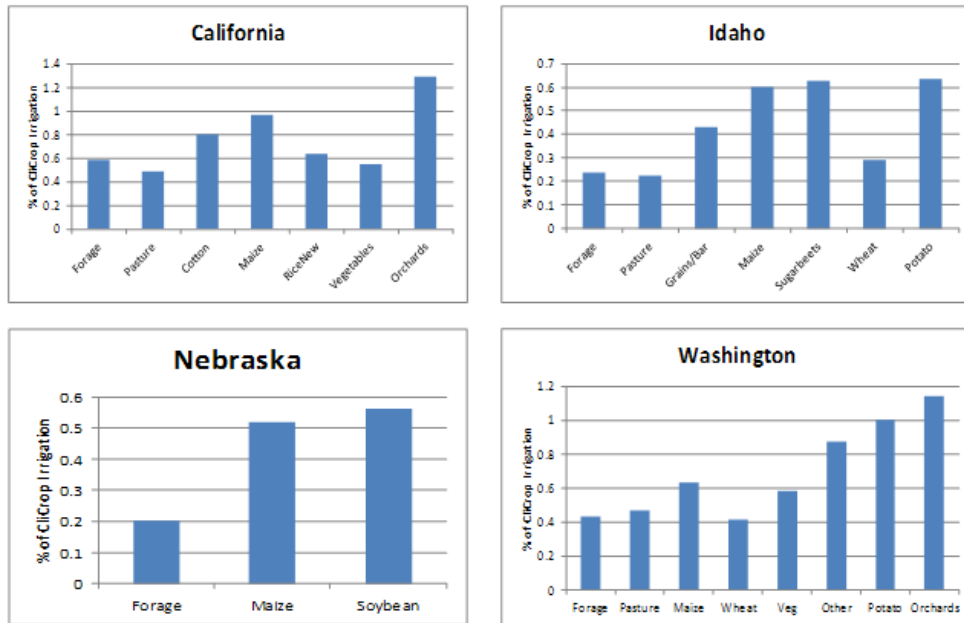 California
% of CliCrop Irrigation
1.4
1.2
1
0.8
0.6
0.4
0.2
0
Forage
Pasture
Cotton
Maize
RiceNew
Vegetables
Orchards
Idaho
% of CliCrop Irrigation
0.7
0.6
0.5
0.4
0.3
0.2
0.1
0
Forage
Pasture
Grains/Bar
Maize
Sugarbeets
Wheat
Potato
Nebraska
% of CliCrop Irrigation
0.6
0.5
0.4
0.3
0.2
0.1
0
Forage Maize Soybean
Washington
% of CliCrop Irrigation
1.2
1
0.8
0.6
0.4
0.2
0
Forage Pasture Maize Wheat Veg Other Potato Orchards